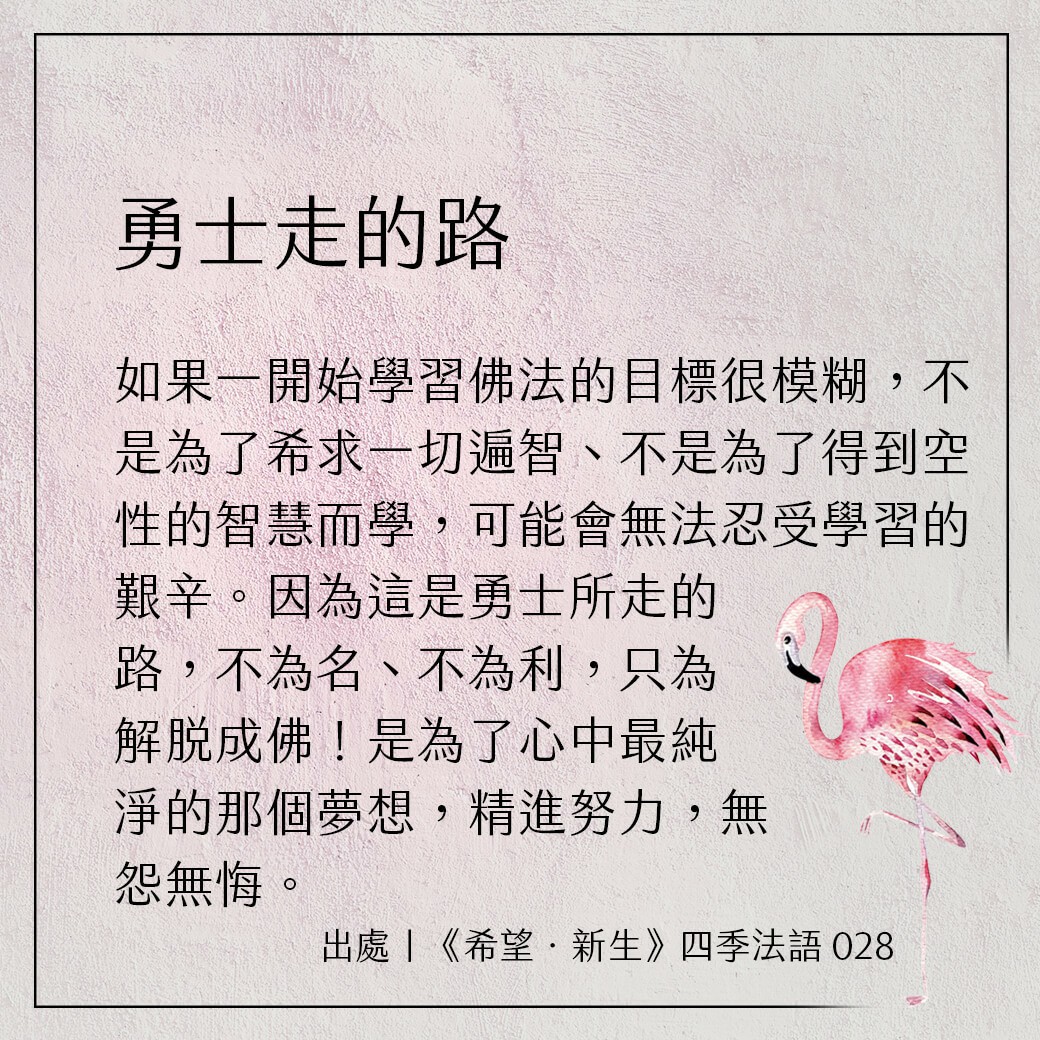 勇士走的路
如果一開始學習佛法的目標很模糊，不
是為了希求一切遍智、不是為了得到空
性的智慧而學，可能會無法忍受學習的
艱辛。因為這是勇士所走的
路，不為名、不為利，只為
解脫成佛！是為了心中最純
淨的那個夢想，精進努力，無
怨無悔。
出處｜《希望．新生》四季法語 028